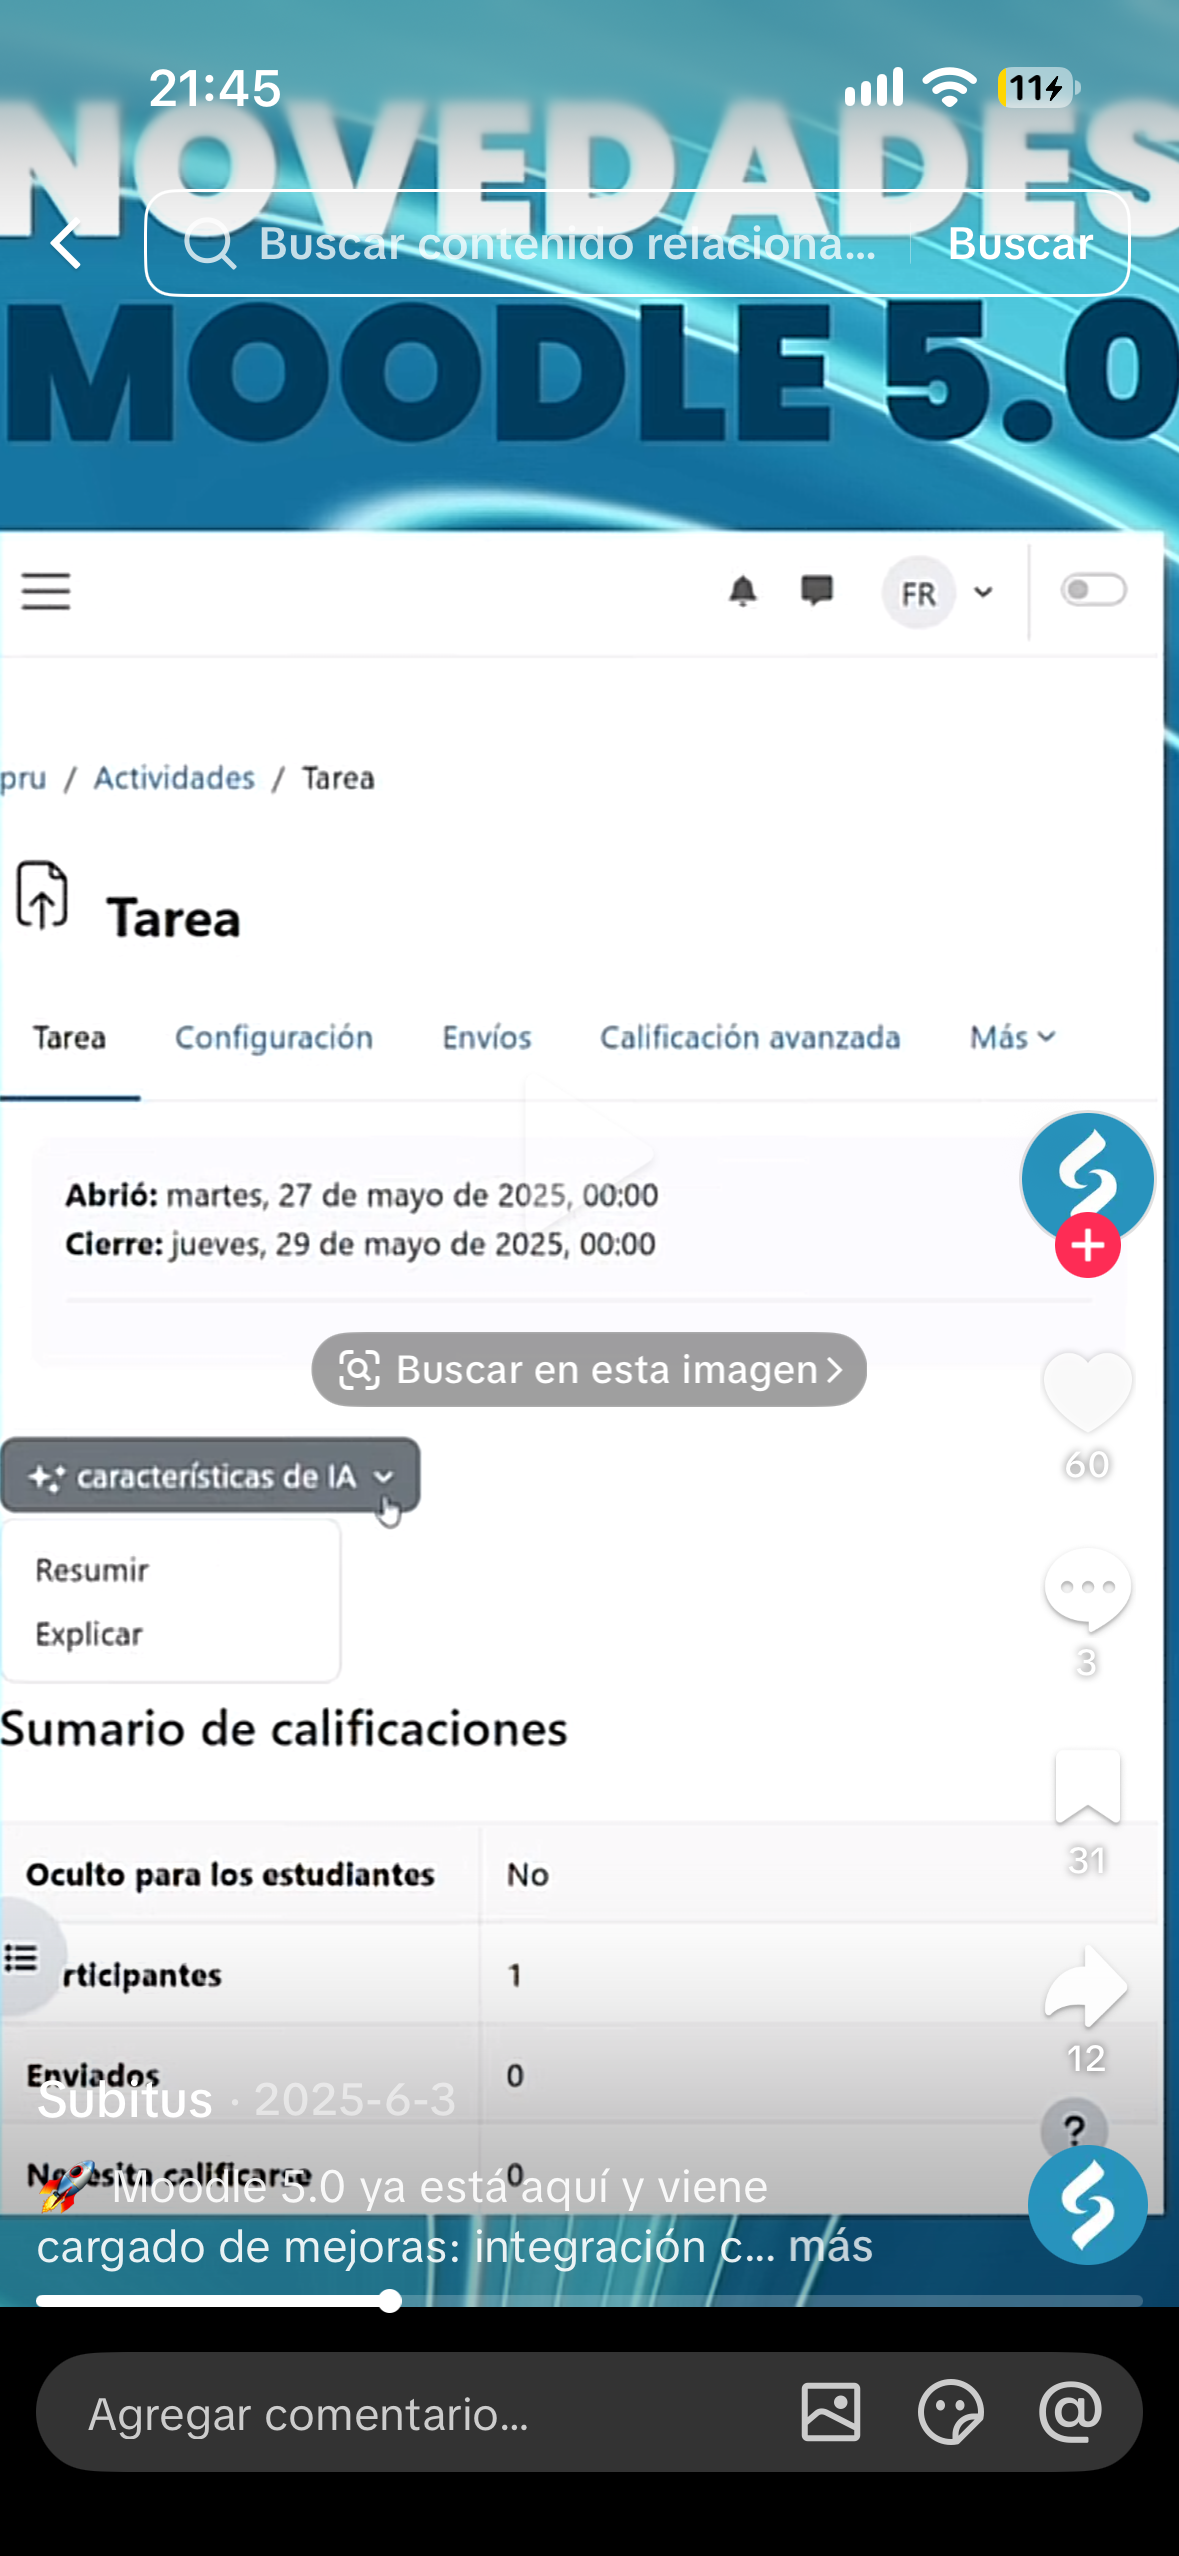 21:45
11
NOVEDADES
Buscar contenido relaciona... Buscar
MOODLE 5.0
FR
pru / Actividades / Tarea
Tarea
Tarea Configuración Envíos Calificación avanzada Más
Abrió: martes, 27 de mayo de 2025, 00:00
Cierre: jueves, 29 de mayo de 2025, 00:00
Buscar en esta imagen
60
características de IA
Resumir
Explicar
3
Sumario de calificaciones
31
Oculto para los estudiantes No
rticipantes 1
12
Enviados 0
Subitus · 2025-6-3
?
Necesita calificarse 0
🚀 Moodle 5.0 ya está aquí y viene
cargado de mejoras: integración c... más
Agregar comentario...
@